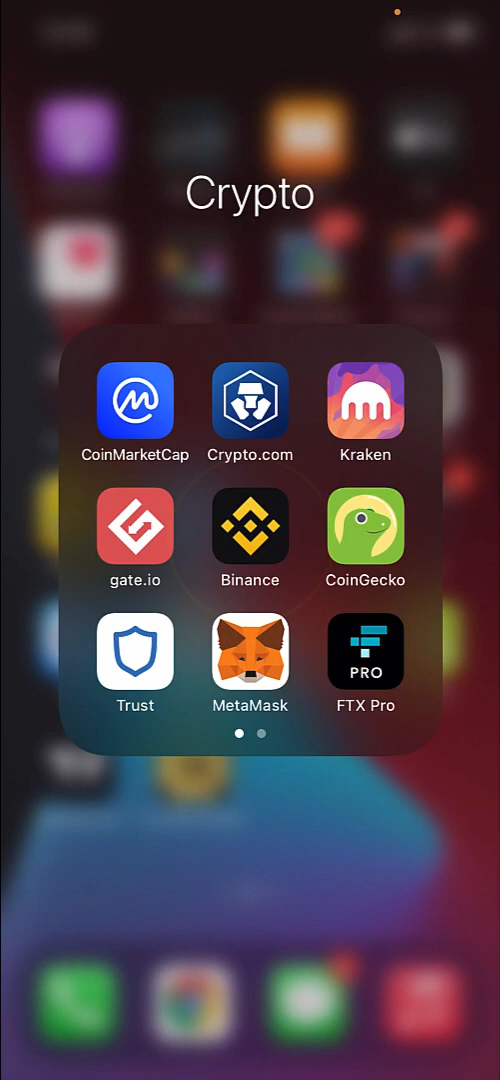 Crypto
CoinMarketCap Crypto.com Kraken
gate.io Binance CoinGecko
PRO
Trust MetaMask FTX Pro